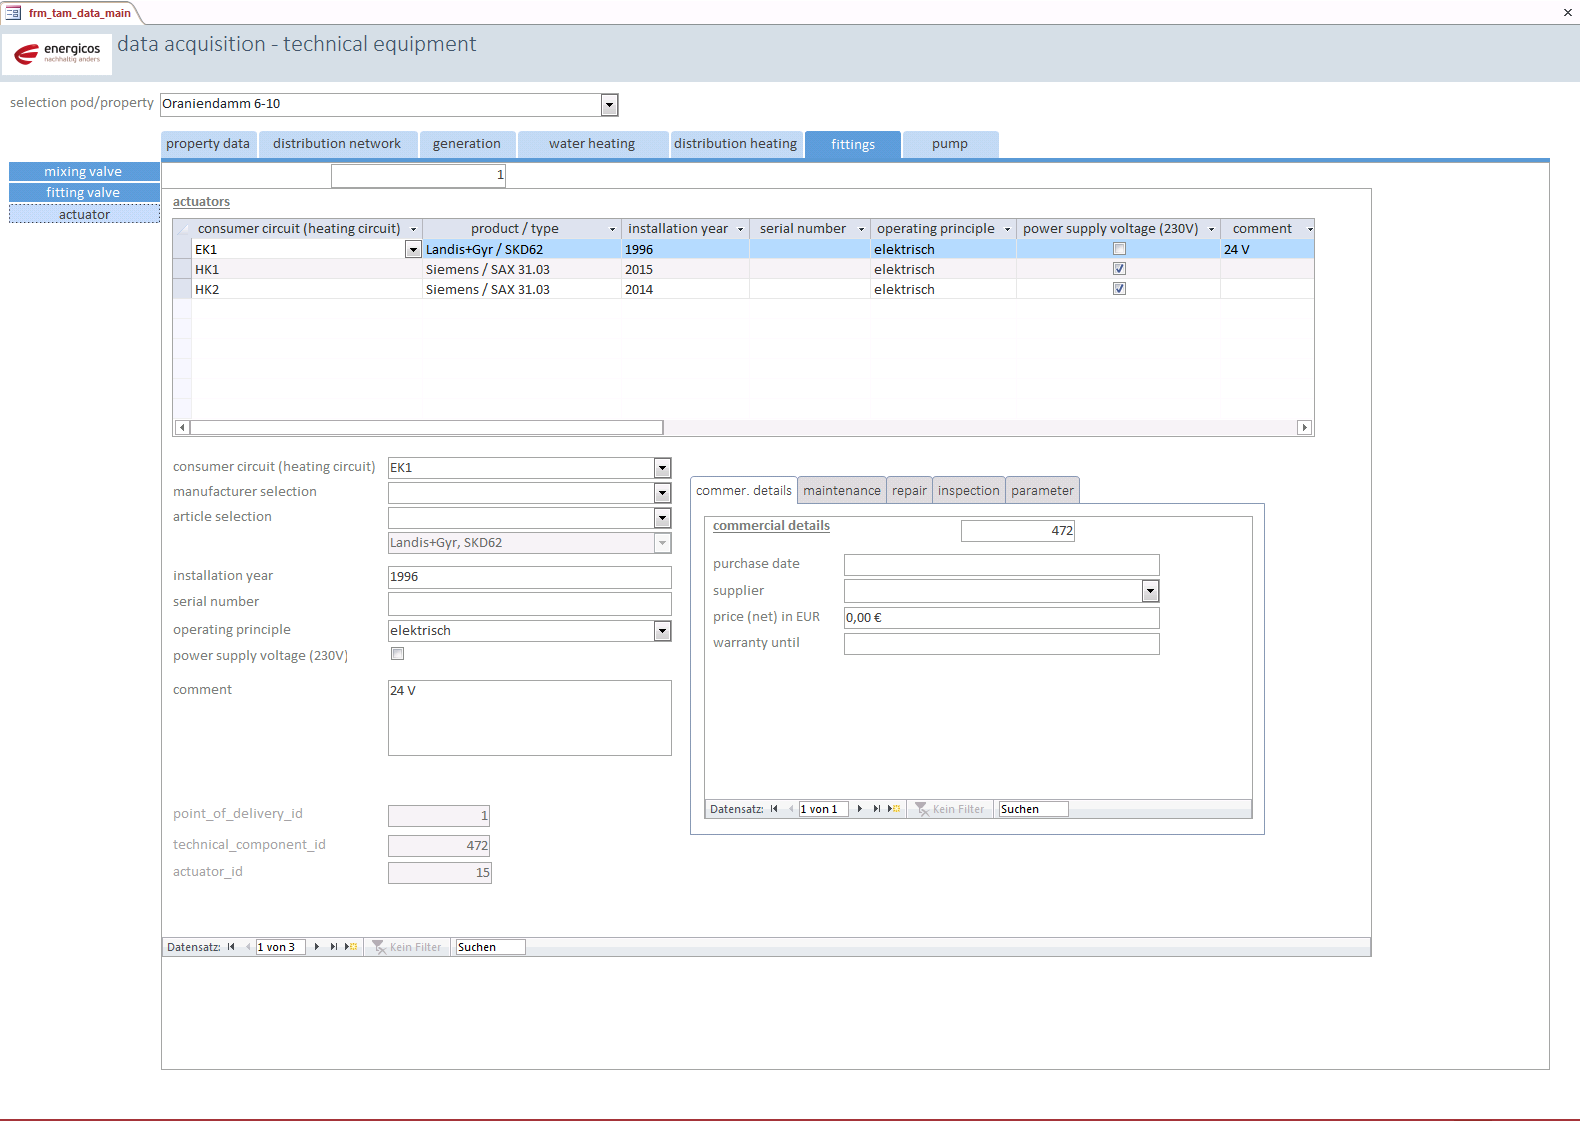 frm_tam_data_main
energicos
nachhaltig anders
data acquisition - technical equipment
selection pod/property Oraniendamm 6-10
property data distribution network generation water heating distribution heating fittings pump
mixing valve
fitting valve
actuator
1
actuators
consumer circuit (heating circuit) product / type installation year serial number operating principle power supply voltage (230V) comment
EK1 Landis+Gyr / SKD62 1996 elektrisch 24 V
HK1 Siemens / SAX 31.03 2015 elektrisch
HK2 Siemens / SAX 31.03 2014 elektrisch
consumer circuit (heating circuit) EK1
manufacturer selection
article selection
Landis+Gyr, SKD62
installation year 1996
serial number
operating principle elektrisch
power supply voltage (230V)
comment 24 V
point_of_delivery_id 1
technical_component_id 472
actuator_id 15
commer. details maintenance repair inspection parameter
commercial details 472
purchase date
supplier
price (net) in EUR 0,00 €
warranty until
Datensatz: 1 von 1 Kein Filter Suchen
Datensatz: 1 von 3 Kein Filter Suchen